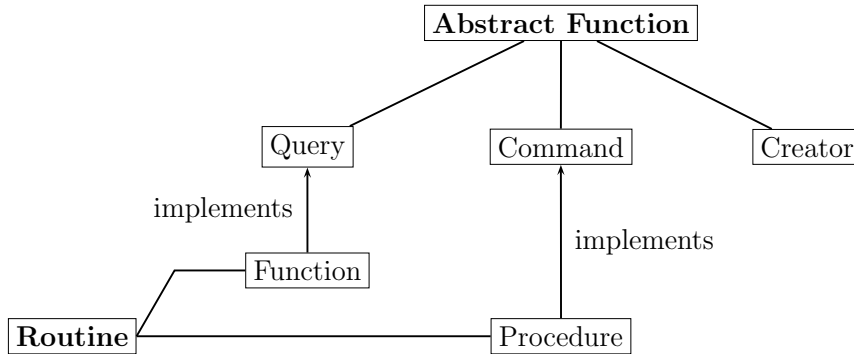 Abstract Function
Query
Command
Creator
implements
implements
Function
Routine
Procedure